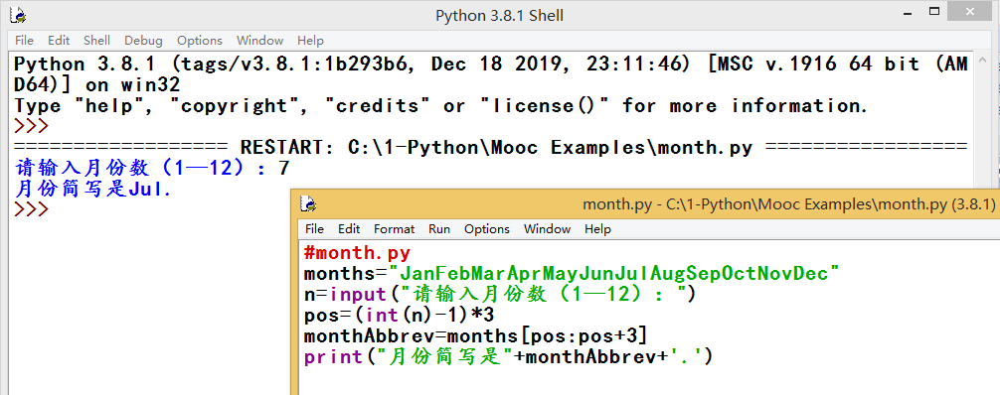 Python 3.8.1 Shell
File Edit Shell Debug Options Window Help
Python 3.8.1 (tags/v3.8.1:1b293b6, Dec 18 2019, 23:11:46) [MSC v.1916 64 bit (AM
D64)] on win32
Type "help", "copyright", "credits" or "license()" for more information.
>>>
================== RESTART: C:\1-Python\Mooc Examples\month.py =================
请输入月份数（1—12）：7
月份简写是Jul.
>>>
month.py - C:\1-Python\Mooc Examples\month.py (3.8.1)
File Edit Format Run Options Window Help
#month.py
months="JanFebMarAprMayJunJulAugSepOctNovDec"
n=input("请输入月份数（1—12）：")
pos=(int(n)-1)*3
monthAbbrev=months[pos:pos+3]
print("月份简写是"+monthAbbrev+'.')